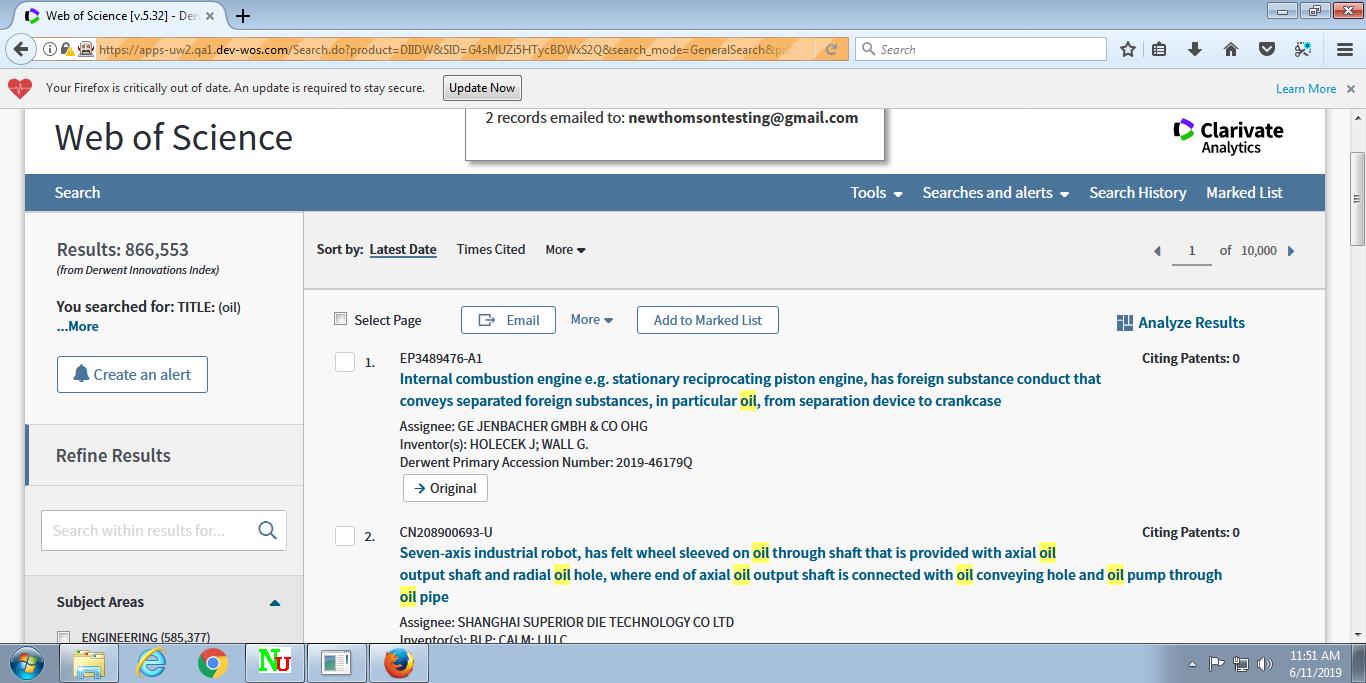 Web of Science [v.5.32] - Der
https://apps-uw2.qa1.dev-wos.com/Search.do?product=DIIDW&SID=G4sMUZi5HTycBDWxS2Q&search_mode=GeneralSearch&
Search
Your Firefox is critically out of date. An update is required to stay secure.
Update Now
Learn More
2 records emailed to: newthomsontesting@gmail.com
Web of Science
Clarivate
Analytics
Search
Tools
Searches and alerts
Search History
Marked List
Results: 866,553
(from Derwent Innovations Index)
You searched for: TITLE: (oil)
...More
Create an alert
Refine Results
Search within results for...
Subject Areas
ENGINEERING (585,377)
Sort by: Latest Date Times Cited More
1 of 10,000
Select Page
Email
More
Add to Marked List
Analyze Results
1. EP3489476-A1
Internal combustion engine e.g. stationary reciprocating piston engine, has foreign substance conduct that
conveys separated foreign substances, in particular oil, from separation device to crankcase
Assignee: GE JENBACHER GMBH & CO OHG
Inventor(s): HOLECEK J; WALL G.
Derwent Primary Accession Number: 2019-46179Q
Original
Citing Patents: 0
2. CN208900693-U
Seven-axis industrial robot, has felt wheel sleeved on oil through shaft that is provided with axial oil
output shaft and radial oil hole, where end of axial oil output shaft is connected with oil conveying hole and oil pump through
oil pipe
Assignee: SHANGHAI SUPERIOR DIE TECHNOLOGY CO LTD
Citing Patents: 0
NU
11:51 AM
6/11/2019